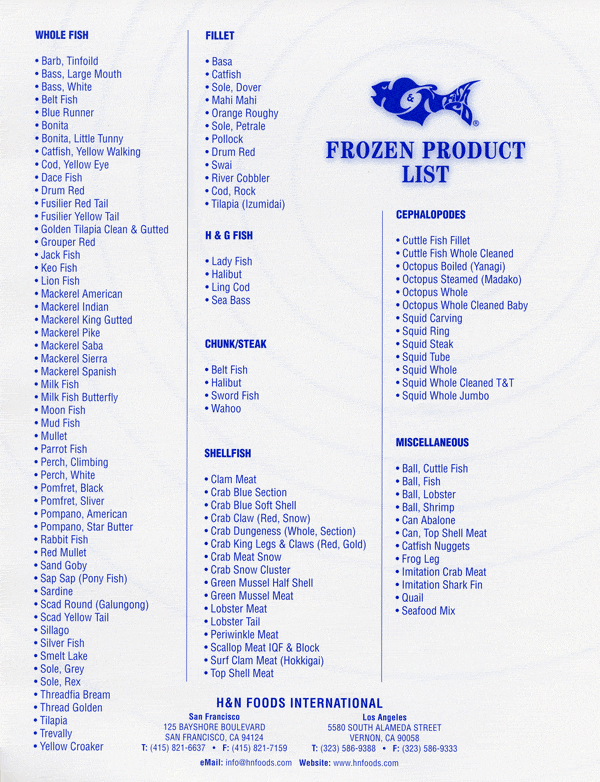 WHOLE FISH
• Barb, Tinfoild
• Bass, Large Mouth
• Bass, White
• Belt Fish
• Blue Runner
• Bonita
• Bonita, Little Tunny
• Catfish, Yellow Walking
• Cod, Yellow Eye
• Dace Fish
• Drum Red
• Fusilier Red Tail
• Fusilier Yellow Tail
• Golden Tilapia Clean & Gutted
• Grouper Red
• Jack Fish
• Keo Fish
• Lion Fish
• Mackerel American
• Mackerel Indian
• Mackerel King Gutted
• Mackerel Pike
• Mackerel Saba
• Mackerel Sierra
• Mackerel Spanish
• Milk Fish
• Milk Fish Butterfly
• Moon Fish
• Mud Fish
• Mullet
• Parrot Fish
• Perch, Climbing
• Perch, White
• Pomfret, Black
• Pomfret, Sliver
• Pompano, American
• Pompano, Star Butter
• Rabbit Fish
• Red Mullet
• Sand Goby
• Sap Sap (Pony Fish)
• Sardine
• Scad Round (Galungong)
• Scad Yellow Tail
• Sillago
• Silver Fish
• Smelt Lake
• Sole, Grey
• Sole, Rex
• Threadfia Bream
• Thread Golden
• Tilapia
• Trevally
• Yellow Croaker
FILLET
• Basa
• Catfish
• Sole, Dover
• Mahi Mahi
• Orange Roughy
• Sole, Petrale
• Pollock
• Drum Red
• Swai
• River Cobbler
• Cod, Rock
• Tilapia (Izumidai)
H & G FISH
• Lady Fish
• Halibut
• Ling Cod
• Sea Bass
CHUNK/STEAK
• Belt Fish
• Halibut
• Sword Fish
• Wahoo
SHELLFISH
• Clam Meat
• Crab Blue Section
• Crab Blue Soft Shell
• Crab Claw (Red, Snow)
• Crab Dungeness (Whole, Section)
• Crab King Legs & Claws (Red, Gold)
• Crab Meat Snow
• Crab Snow Cluster
• Green Mussel Half Shell
• Green Mussel Meat
• Lobster Meat
• Lobster Tail
• Periwinkle Meat
• Scallop Meat IQF & Block
• Surf Clam Meat (Hokkigai)
• Top Shell Meat
H & N
®
FROZEN PRODUCT
LIST
CEPHALOPODES
• Cuttle Fish Fillet
• Cuttle Fish Whole Cleaned
• Octopus Boiled (Yanagi)
• Octopus Steamed (Madako)
• Octopus Whole
• Octopus Whole Cleaned Baby
• Squid Carving
• Squid Ring
• Squid Steak
• Squid Tube
• Squid Whole
• Squid Whole Cleaned T&T
• Squid Whole Jumbo
MISCELLANEOUS
• Ball, Cuttle Fish
• Ball, Fish
• Ball, Lobster
• Ball, Shrimp
• Can Abalone
• Can, Top Shell Meat
• Catfish Nuggets
• Frog Leg
• Imitation Crab Meat
• Imitation Shark Fin
• Quail
• Seafood Mix
H&N FOODS INTERNATIONAL
San Francisco
125 BAYSHORE BOULEVARD
SAN FRANCISCO, CA 94124
T: (415) 821-6637 • F: (415) 821-7159
Los Angeles
5580 SOUTH ALAMEDA STREET
VERNON, CA 90058
T: (323) 586-9388 • F: (323) 586-9333
eMail: info@hnfoods.com Website: www.hnfoods.com